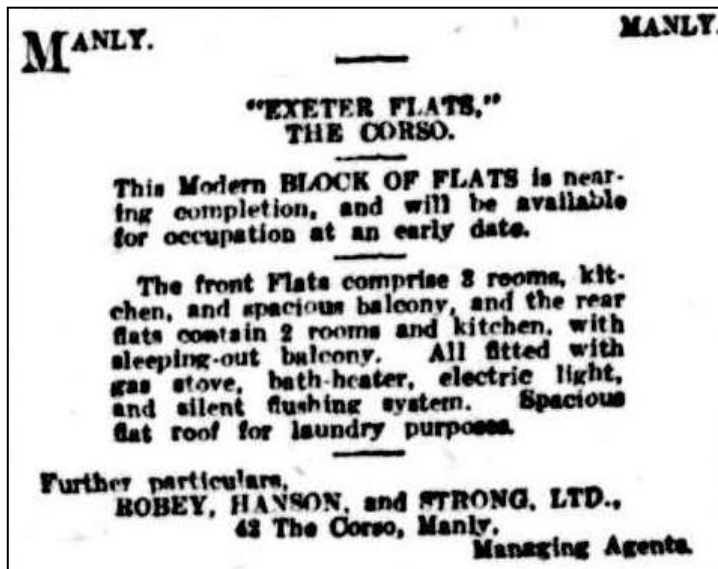 MANLY. MANLY.
"EXETER FLATS,"
THE CORSO.
This Modern BLOCK OF FLATS is near-
ing completion, and will be available
for occupation at an early date.
The front Flats comprise 3 rooms, kit-
chen, and spacious balcony, and the rear
flats contain 2 rooms and kitchen, with
sleeping-out balcony. All fitted with
gas stove, bath-heater, electric light,
and silent flushing system. Spacious
flat roof for laundry purposes.
Further particulars,
ROBEY, HANSON, and STRONG, LTD.,
42 The Corso, Manly,
Managing Agents.